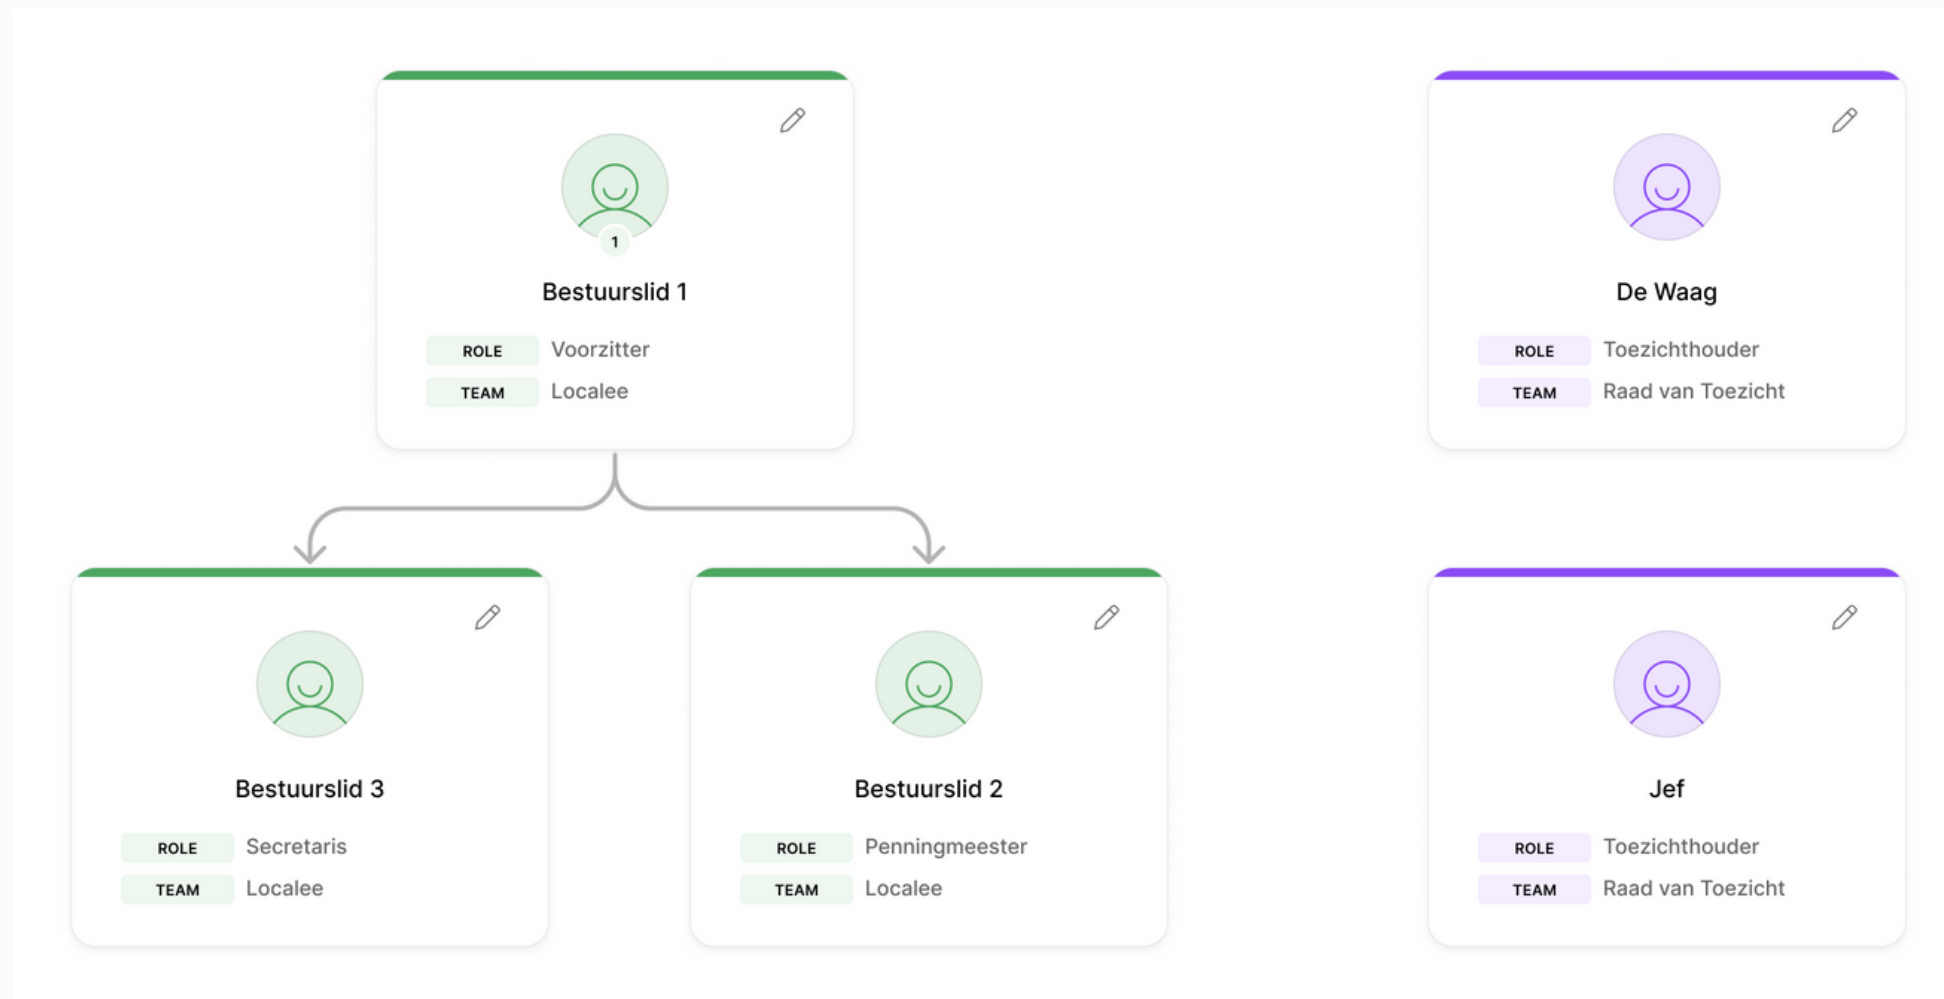 1
Bestuurslid 1
ROLE Voorzitter
TEAM Localee
De Waag
ROLE Toezichthouder
TEAM Raad van Toezicht
Bestuurslid 3
ROLE Secretaris
TEAM Localee
Bestuurslid 2
ROLE Penningmeester
TEAM Localee
Jef
ROLE Toezichthouder
TEAM Raad van Toezicht